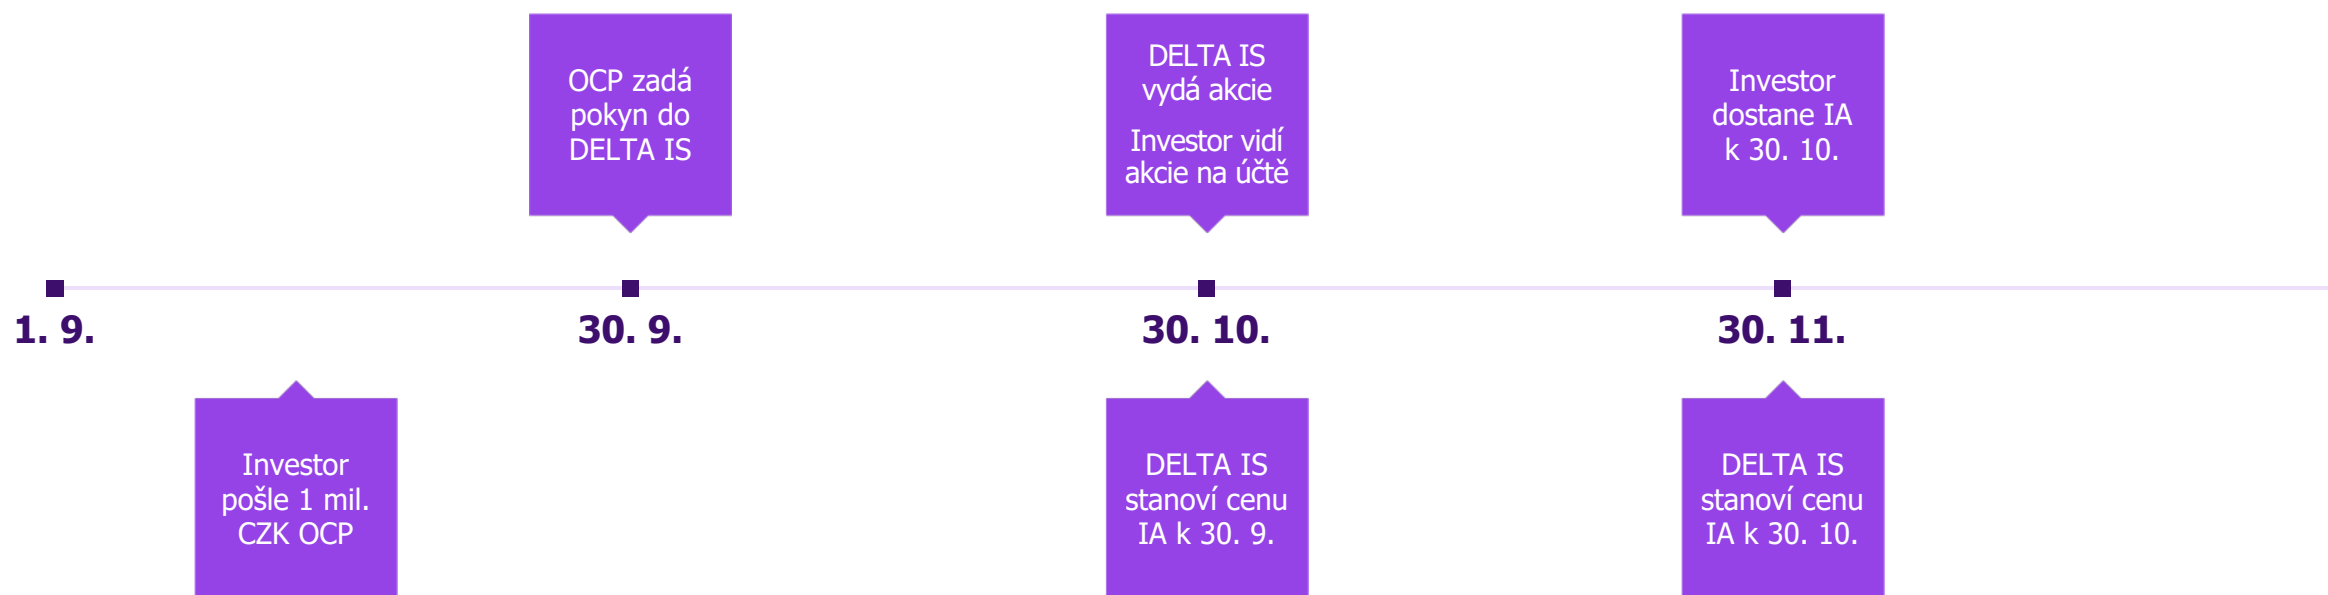 OCP zadá
pokyn do
DELTA IS
DELTA IS
vydá akcie
Investor vidí
akcie na účtě
Investor
dostane IA
k 30. 10.
1. 9.
30. 9.
30. 10.
30. 11.
Investor
pošle 1 mil.
CZK OCP
DELTA IS
stanoví cenu
IA k 30. 9.
DELTA IS
stanoví cenu
IA k 30. 10.